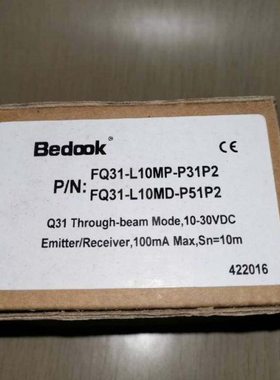 Bedook®
CE
P/N: FQ31-L10MP-P31P2
FQ31-L10MD-P51P2
Q31 Through-beam Mode,10-30VDC
Emitter/Receiver,100mA Max,Sn=10m
422016